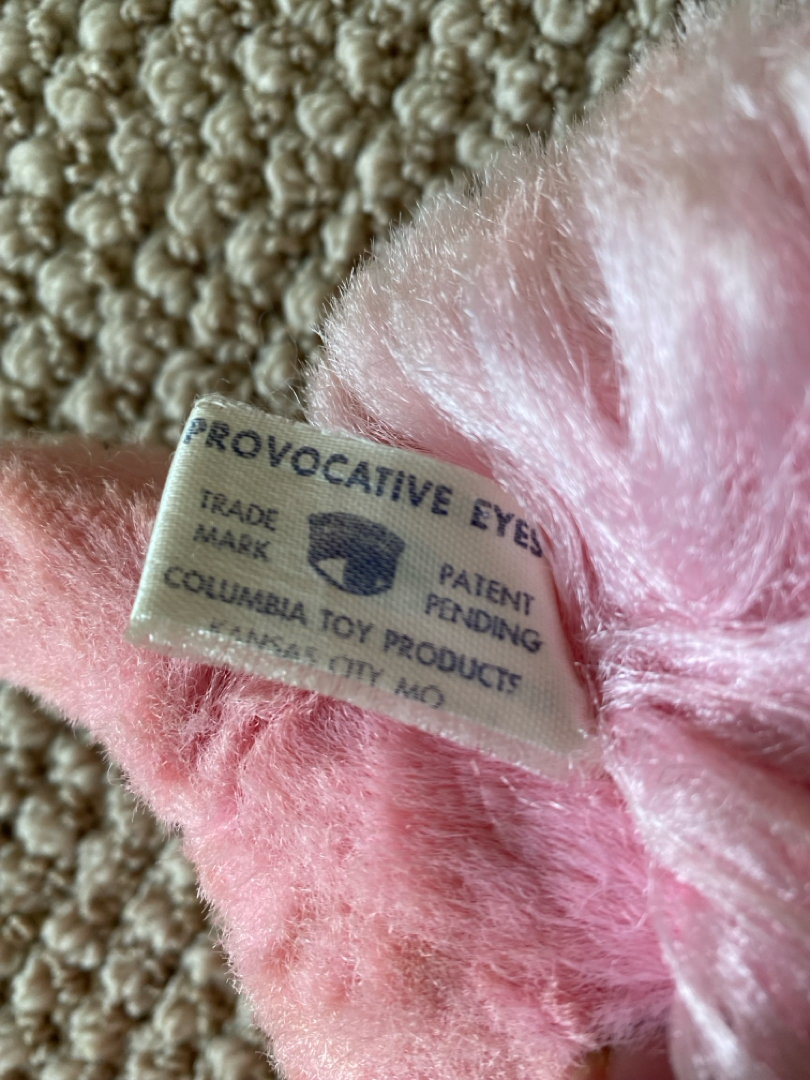 PROVOCATIVE EYES
TRADE
MARK
PATENT
PENDING
COLUMBIA TOY PRODUCTS
KANSAS CITY MO